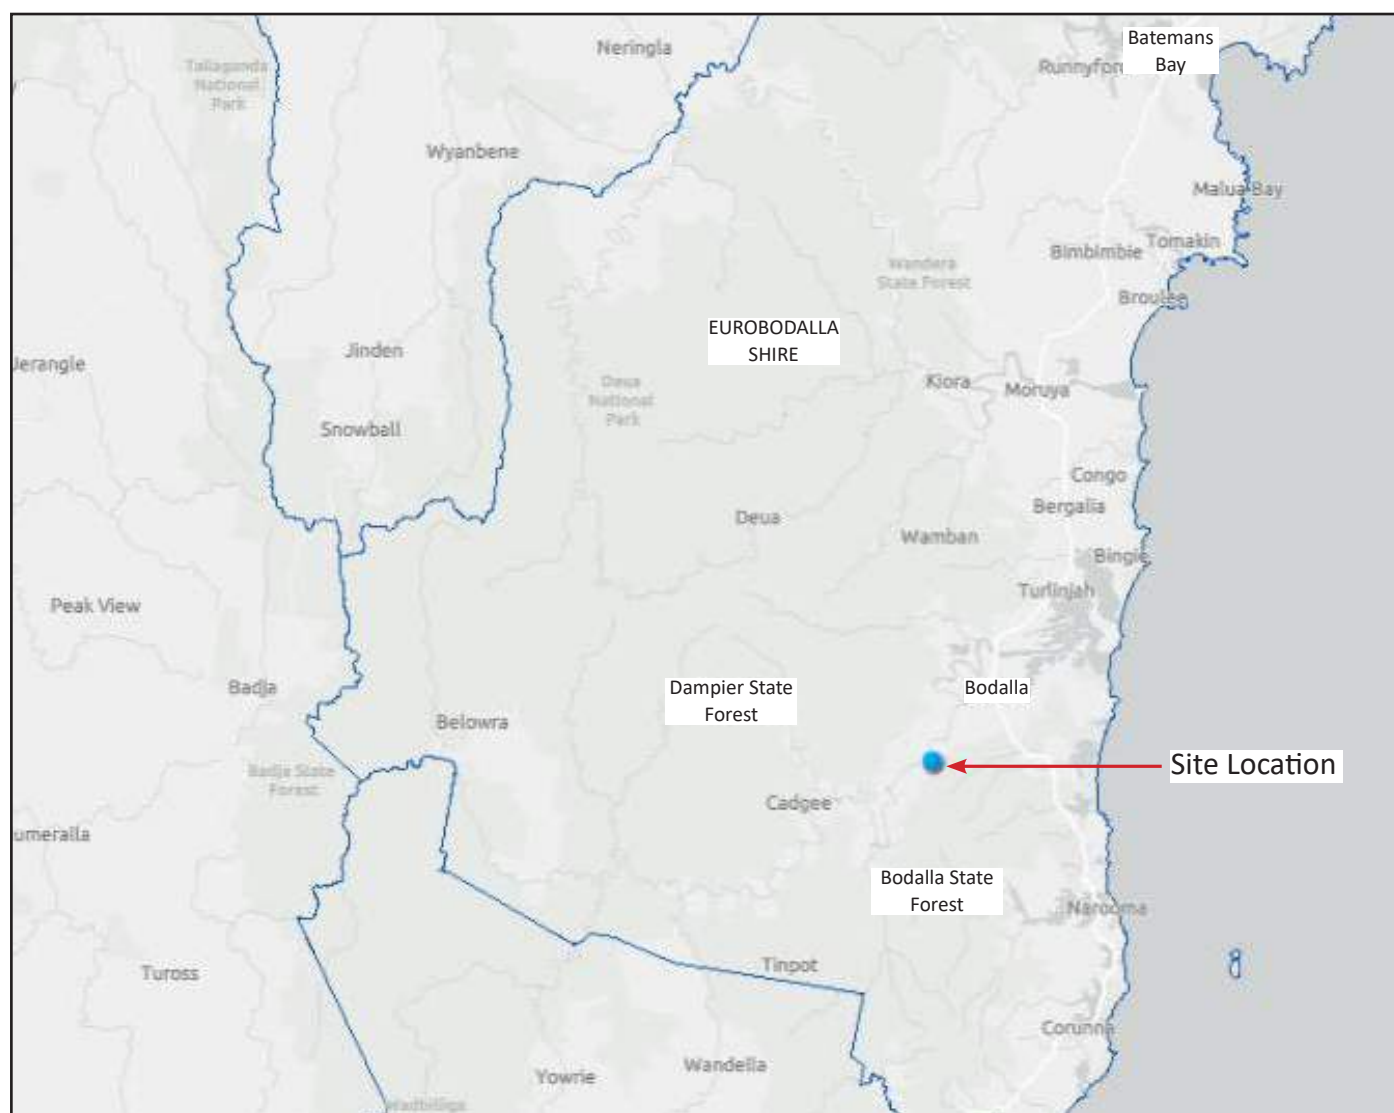 Batemans
Bay
Neringla
Runnyford
Tallaganda
National
Park
Wyanbene
Malua Bay
Tomakin
Bimbimbie
Wandera
State Forest
Broulee
EUROBODALLA
SHIRE
Jinden
Jerangle
Deua
National
Park
Kiora
Moruya
Snowball
Congo
Bergalia
Deua
Wamban
Bingie
Turlinjah
Peak View
Badja
Dampier State
Forest
Bodalla
Belowra
Site Location
Badja State
Forest
Cadgee
umeralla
Bodalla State
Forest
Narooma
Tinpot
Tuross
Corunna
Wandella
Yowrie
Wadbilliga